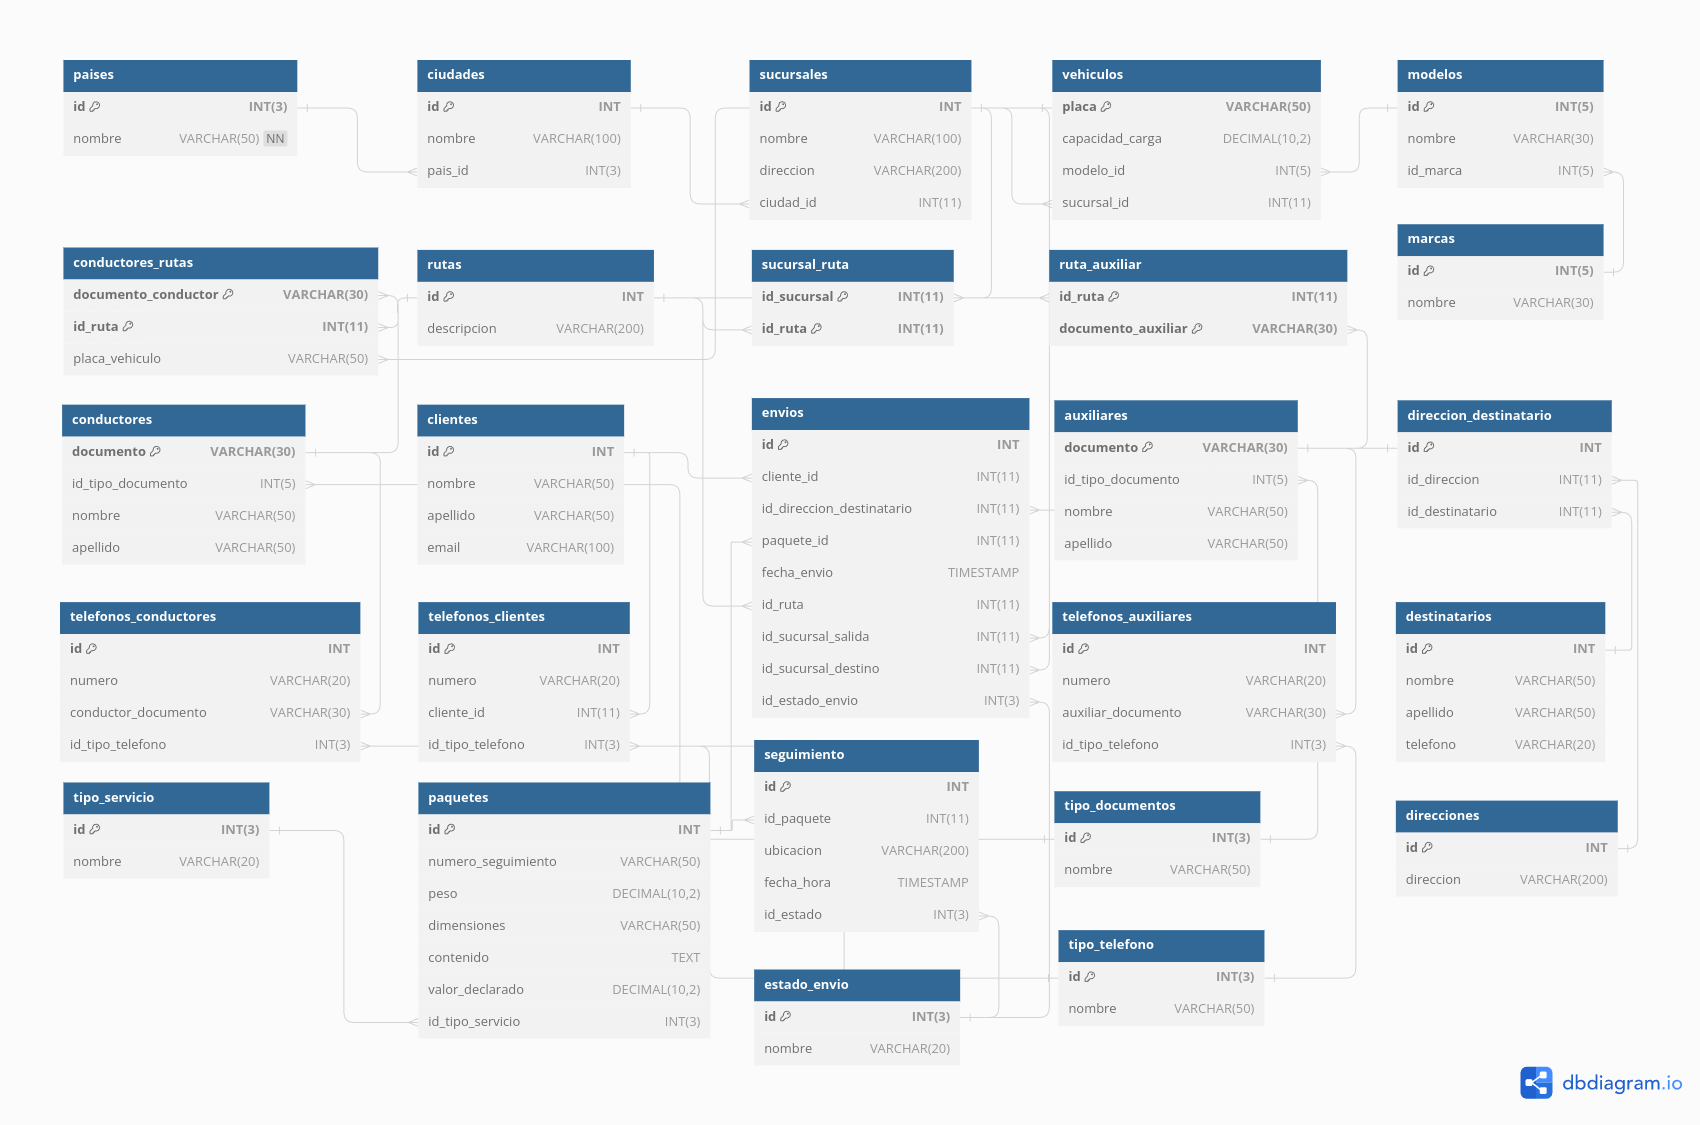 paises
id INT(3)
nombre VARCHAR(50) NN
ciudades
id INT
nombre VARCHAR(100)
pais_id INT(3)
sucursales
id INT
nombre VARCHAR(100)
direccion VARCHAR(200)
ciudad_id INT(11)
vehiculos
placa VARCHAR(50)
capacidad_carga DECIMAL(10,2)
modelo_id INT(5)
sucursal_id INT(11)
modelos
id INT(5)
nombre VARCHAR(30)
id_marca INT(5)
marcas
id INT(5)
nombre VARCHAR(30)
conductores_rutas
documento_conductor VARCHAR(30)
id_ruta INT(11)
placa_vehiculo VARCHAR(50)
rutas
id INT
descripcion VARCHAR(200)
sucursal_ruta
id_sucursal INT(11)
id_ruta INT(11)
ruta_auxiliar
id_ruta INT(11)
documento_auxiliar VARCHAR(30)
conductores
documento VARCHAR(30)
id_tipo_documento INT(5)
nombre VARCHAR(50)
apellido VARCHAR(50)
clientes
id INT
nombre VARCHAR(50)
apellido VARCHAR(50)
email VARCHAR(100)
envios
id INT
cliente_id INT(11)
id_direccion_destinatario INT(11)
paquete_id INT(11)
fecha_envio TIMESTAMP
id_ruta INT(11)
id_sucursal_salida INT(11)
id_sucursal_destino INT(11)
id_estado_envio INT(3)
auxiliares
documento VARCHAR(30)
id_tipo_documento INT(5)
nombre VARCHAR(50)
apellido VARCHAR(50)
direccion_destinatario
id INT
id_direccion INT(11)
id_destinatario INT(11)
telefonos_conductores
id INT
numero VARCHAR(20)
conductor_documento VARCHAR(30)
id_tipo_telefono INT(3)
telefonos_clientes
id INT
numero VARCHAR(20)
cliente_id INT(11)
id_tipo_telefono INT(3)
telefonos_auxiliares
id INT
numero VARCHAR(20)
auxiliar_documento VARCHAR(30)
id_tipo_telefono INT(3)
destinatarios
id INT
nombre VARCHAR(50)
apellido VARCHAR(50)
telefono VARCHAR(20)
tipo_servicio
id INT(3)
nombre VARCHAR(20)
paquetes
id INT
numero_seguimiento VARCHAR(50)
peso DECIMAL(10,2)
dimensiones VARCHAR(50)
contenido TEXT
valor_declarado DECIMAL(10,2)
id_tipo_servicio INT(3)
seguimiento
id INT
id_paquete INT(11)
ubicacion VARCHAR(200)
fecha_hora TIMESTAMP
id_estado INT(3)
tipo_documentos
id INT(3)
nombre VARCHAR(50)
direcciones
id INT
direccion VARCHAR(200)
estado_envio
id INT(3)
nombre VARCHAR(20)
tipo_telefono
id INT(3)
nombre VARCHAR(50)
dbdiagram.io